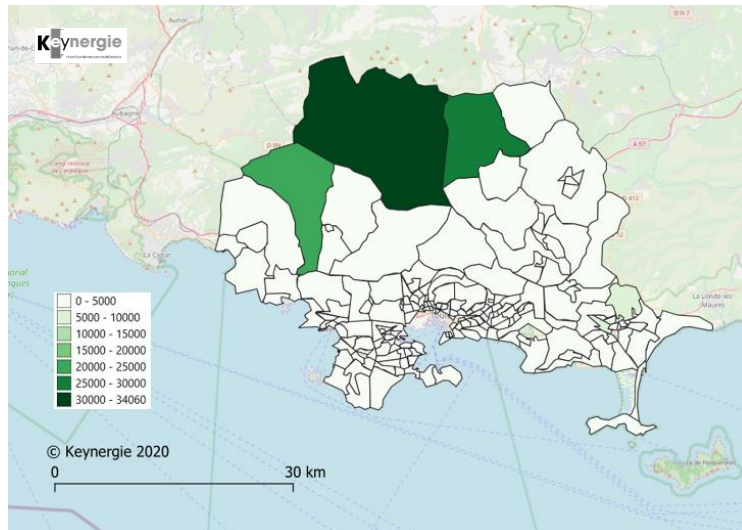 Keynergie
Aubagne
La Ciotat
D 412
La Londe-les-
Maures
0 - 5000
5000 - 10000
10000 - 15000
15000 - 20000
20000 - 25000
25000 - 30000
30000 - 34060
© Keynergie 2020
0
30 km